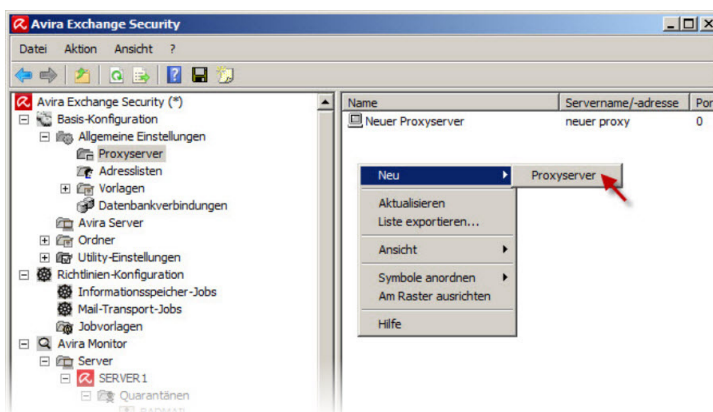 Avira Exchange Security
Datei Aktion Ansicht ?
Avira Exchange Security (*)
Basis-Konfiguration
Allgemeine Einstellungen
Proxyserver
Adresslisten
Vorlagen
Datenbankverbindungen
Avira Server
Ordner
Utility-Einstellungen
Richtlinien-Konfiguration
Informationsspeicher-Jobs
Mail-Transport-Jobs
Jobvorlagen
Avira Monitor
Server
SERVER1
Quarantänen
Name Servername/-adresse Por
Neuer Proxyserver neuer proxy 0
Neu Proxyserver
Aktualisieren
Liste exportieren...
Ansicht
Symbole anordnen
Am Raster ausrichten
Hilfe